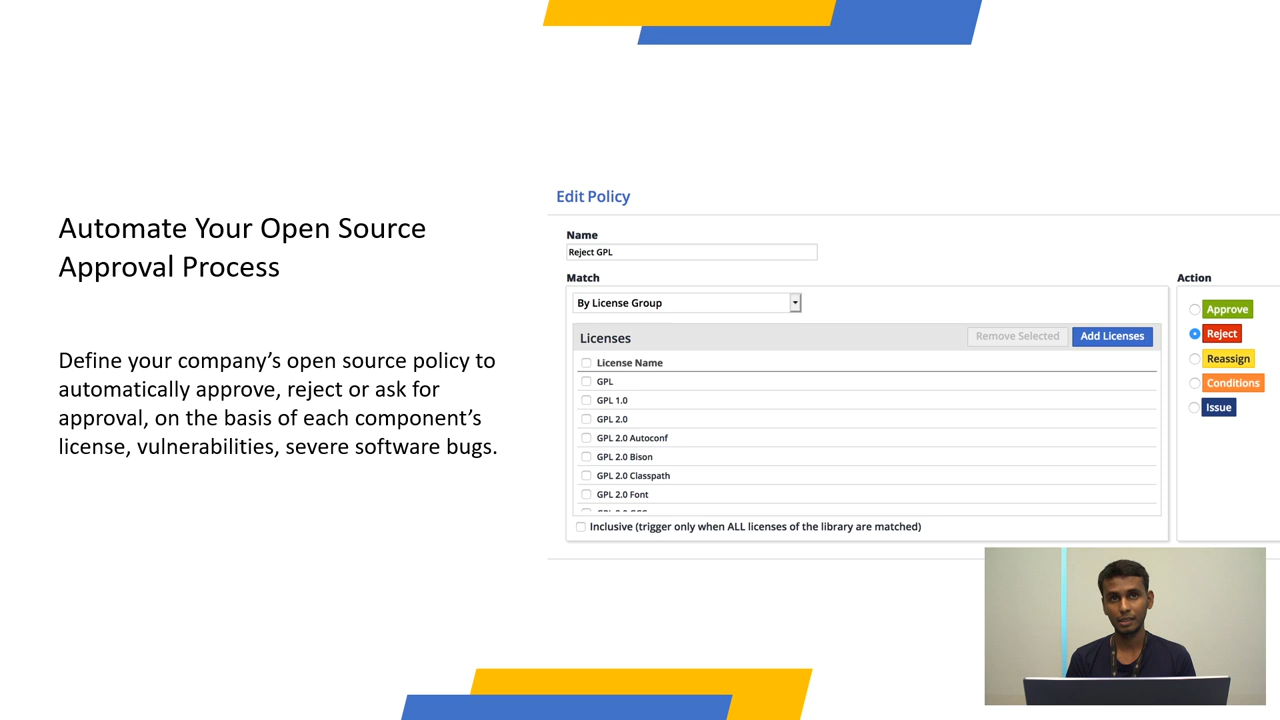 Automate Your Open Source
Approval Process
Define your company's open source policy to
automatically approve, reject or ask for
approval, on the basis of each component's
license, vulnerabilities, severe software bugs.
Edit Policy
Name
Reject GPL
Match
By License Group
Licenses
Remove Selected
Add Licenses
License Name
GPL
GPL 1.0
GPL 2.0
GPL 2.0 Autoconf
GPL 2.0 Bison
GPL 2.0 Classpath
GPL 2.0 Font
Inclusive (trigger only when ALL licenses of the library are matched)
Action
Approve
Reject
Reassign
Conditions
Issue